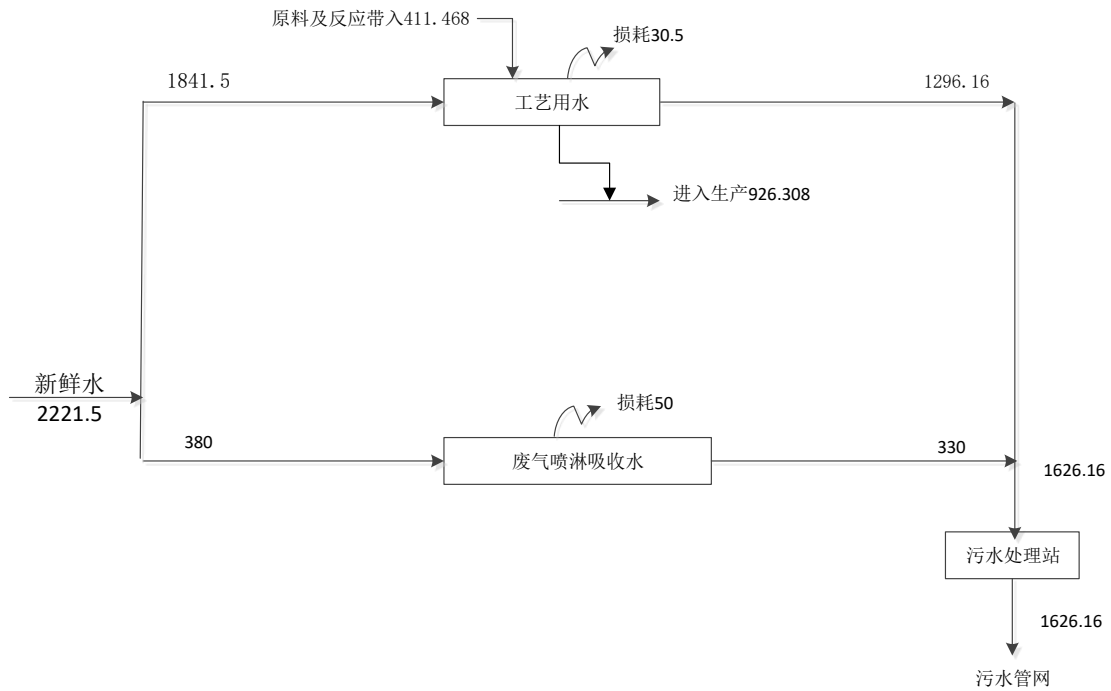 原料及反应带入411.468
损耗30.5
1841.5
工艺用水
1296.16
进入生产926.308
新鲜水
2221.5
损耗50
380
废气喷淋吸收水
330
1626.16
污水处理站
1626.16
污水管网